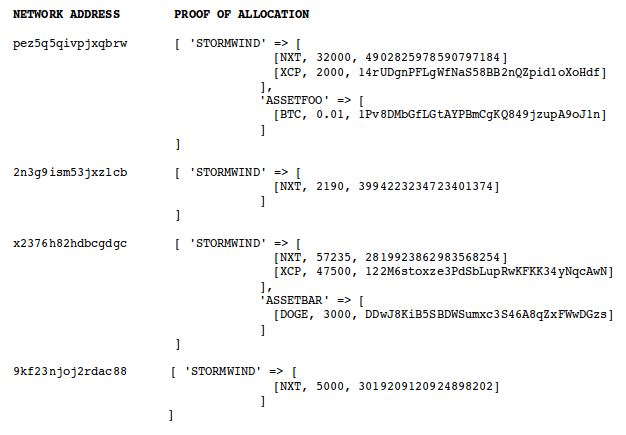 NETWORK ADDRESS PROOF OF ALLOCATION
pez5q5qivpjxqbrw [ 'STORMWIND' => [
[NXT, 32000, 4902825978590797184]
[XCP, 2000, 14rUDgnPFLgWfNaS58BB2nQZpid1oXoHdf]
],
'ASSETFOO' => [
[BTC, 0.01, 1Pv8DMbGfLGtAYPBmCgKQ849jzupA9oJ1n]
]
]
2n3g9ism53jxzlcb [ 'STORMWIND' => [
[NXT, 2190, 3994223234723401374]
]
]
x2376h82hdbcgdgc [ 'STORMWIND' => [
[NXT, 57235, 2819923862983568254]
[XCP, 47500, 122M6stoxze3PdSbLupRwKFKK34yNqcAwN]
],
'ASSETBAR' => [
[DOGE, 3000, DDwJ8KiB5SBDWSumxc3S46A8qZxFWwDGzs]
]
]
9kf23njoj2rdac88 [ 'STORMWIND' => [
[NXT, 5000, 3019209120924898202]
]
]